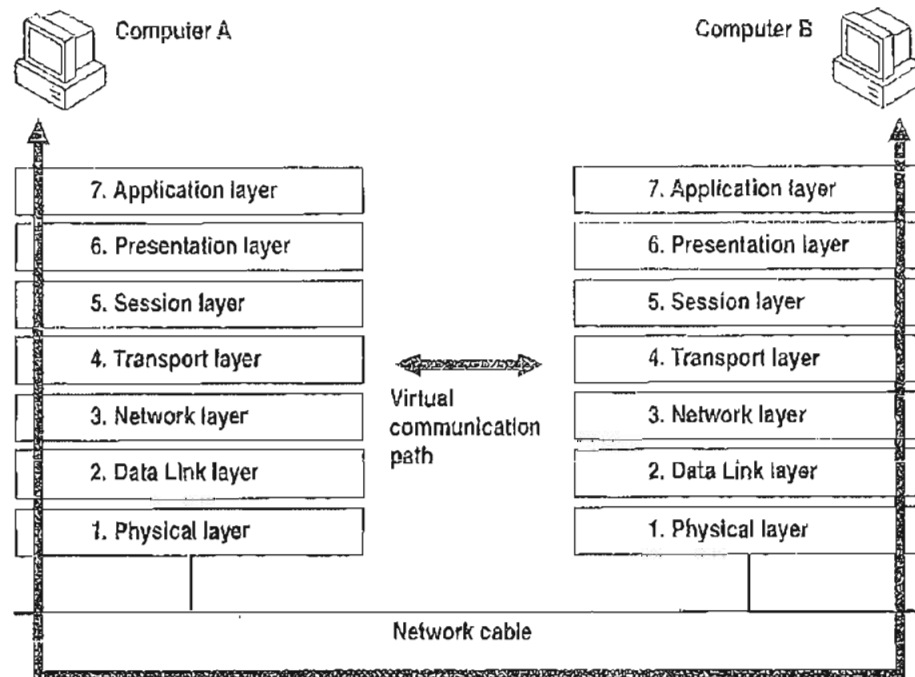 Computer A
Computer B
7. Application layer
6. Presentation layer
5. Session layer
4. Transport layer
3. Network layer
2. Data Link layer
1. Physical layer
Virtual
communication
path
7. Application layer
6. Presentation layer
5. Session layer
4. Transport layer
3. Network layer
2. Data Link layer
1. Physical layer
Network cable